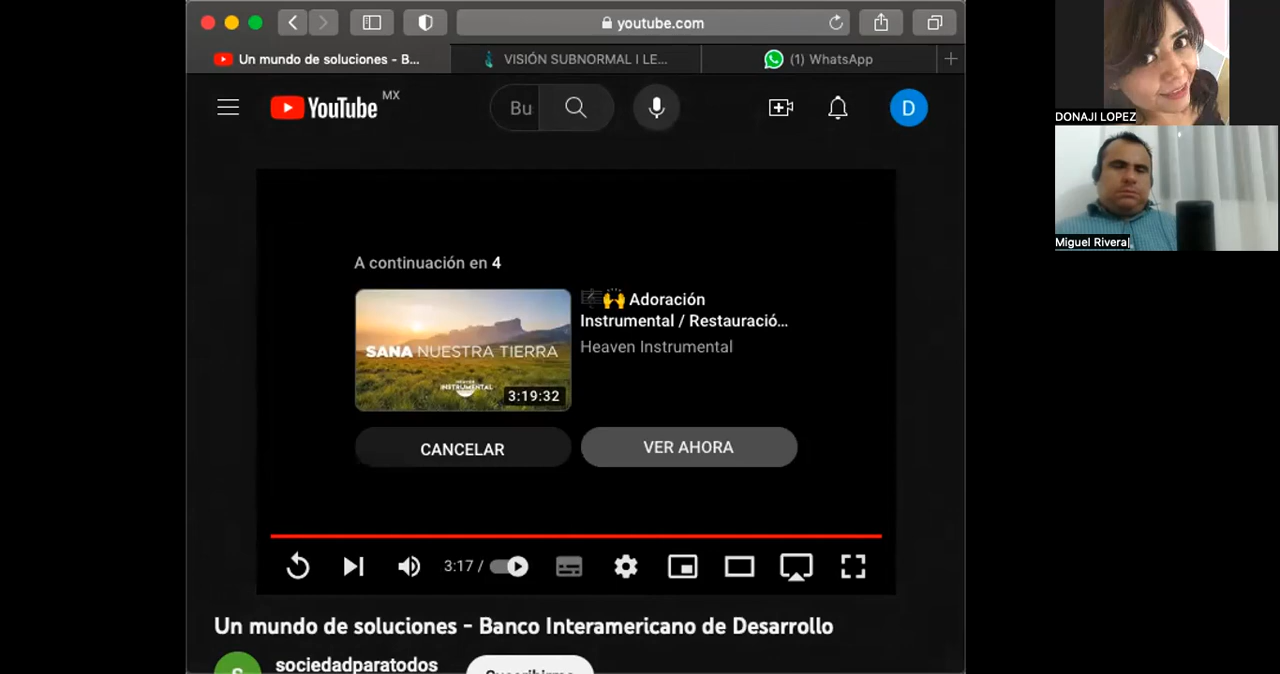 youtube.com
Un mundo de soluciones - B...
VISIÓN SUBNORMAL I LE...
(1) WhatsApp
YouTube MX
Bu
D
DONAJI LOPEZ
Miguel Rivera
A continuación en 4
Adoración
Instrumental / Restauració...
Heaven Instrumental
SANA NUESTRA TIERRA
INSTRUMENTAL
3:19:32
CANCELAR
VER AHORA
3:17 /
Un mundo de soluciones - Banco Interamericano de Desarrollo
sociedadparatodos
Suscribirme